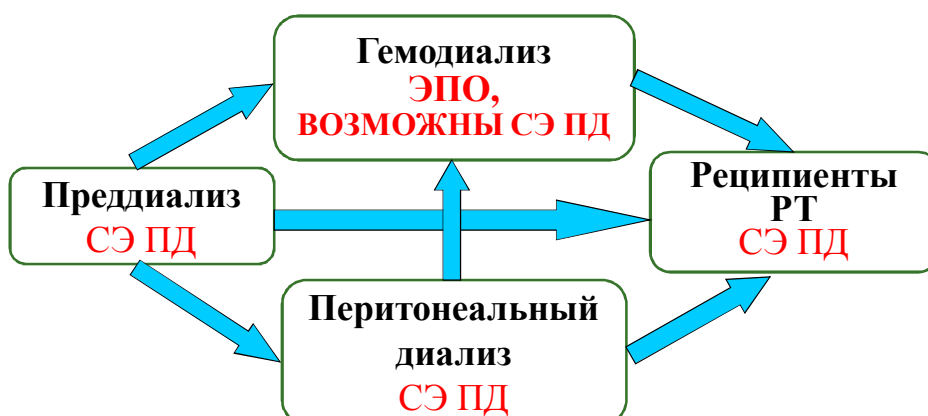 Гемодиализ
ЭПО,
ВОЗМОЖНЫ СЭ ПД
Преддиализ
СЭ ПД
Реципиенты
РТ
СЭ ПД
Перитонеальный
диализ
СЭ ПД